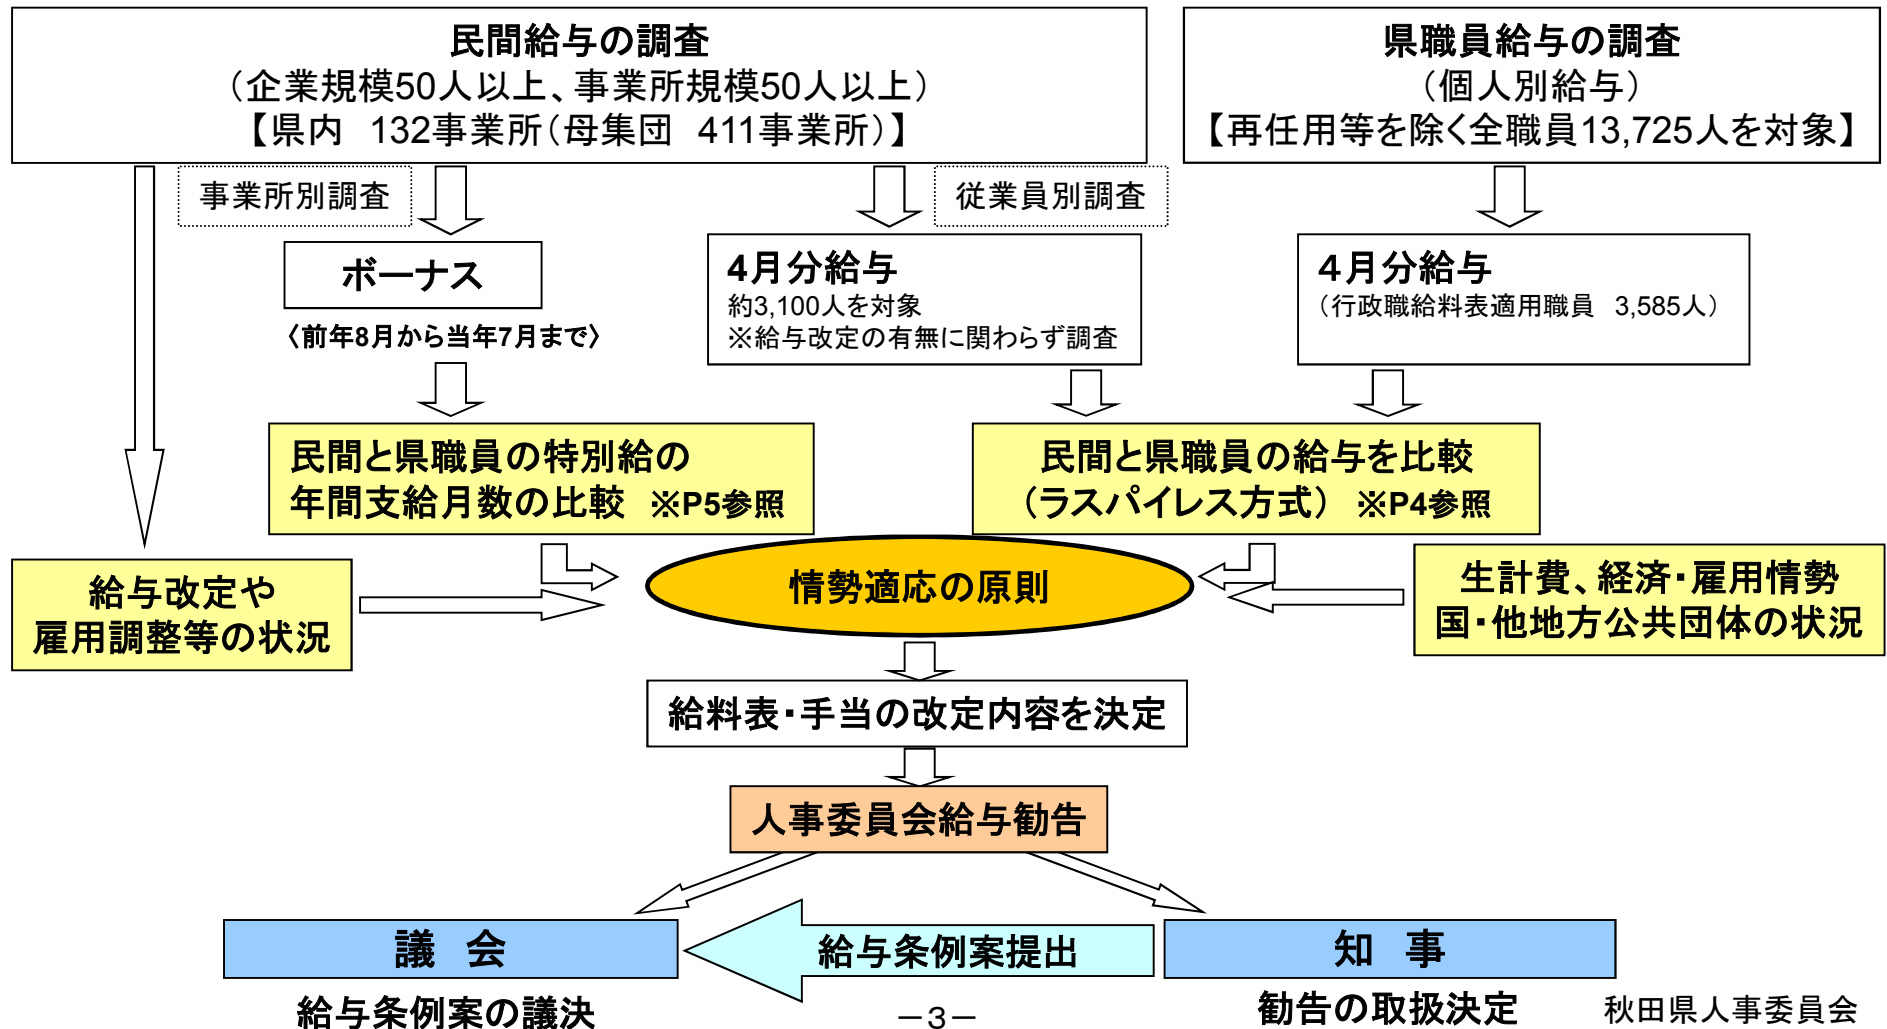 民間給与の調査
（企業規模50人以上、事業所規模50人以上）
【県内　132事業所（母集団　411事業所）】
県職員給与の調査
（個人別給与）
【再任用等を除く全職員13,725人を対象】
事業所別調査
従業員別調査
ボーナス
〈前年8月から当年7月まで〉
4月分給与
約3,100人を対象
※給与改定の有無に関わらず調査
４月分給与
（行政職給料表適用職員　3,585人）
民間と県職員の特別給の
年間支給月数の比較　※P5参照
民間と県職員の給与を比較
（ラスパイレス方式）　※P4参照
給与改定や
雇用調整等の状況
情勢適応の原則
生計費、経済・雇用情勢
国・他地方公共団体の状況
給料表・手当の改定内容を決定
人事委員会給与勧告
議　会
給与条例案提出
知　事
給与条例案の議決
－3－
勧告の取扱決定
秋田県人事委員会